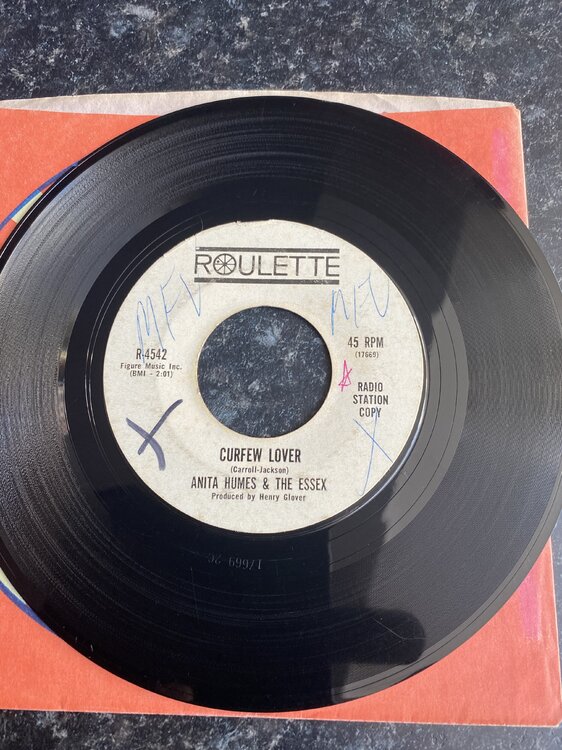 ROULETTE
MFV
R-4542
Figure Music Inc.
(BMI - 2:01)
45 RPM
(17669)
RADIO
STATION
COPY
X
X
CURFEW LOVER
(Carroll-Jackson)
ANITA HUMES & THE ESSEX
Produced by Henry Glover